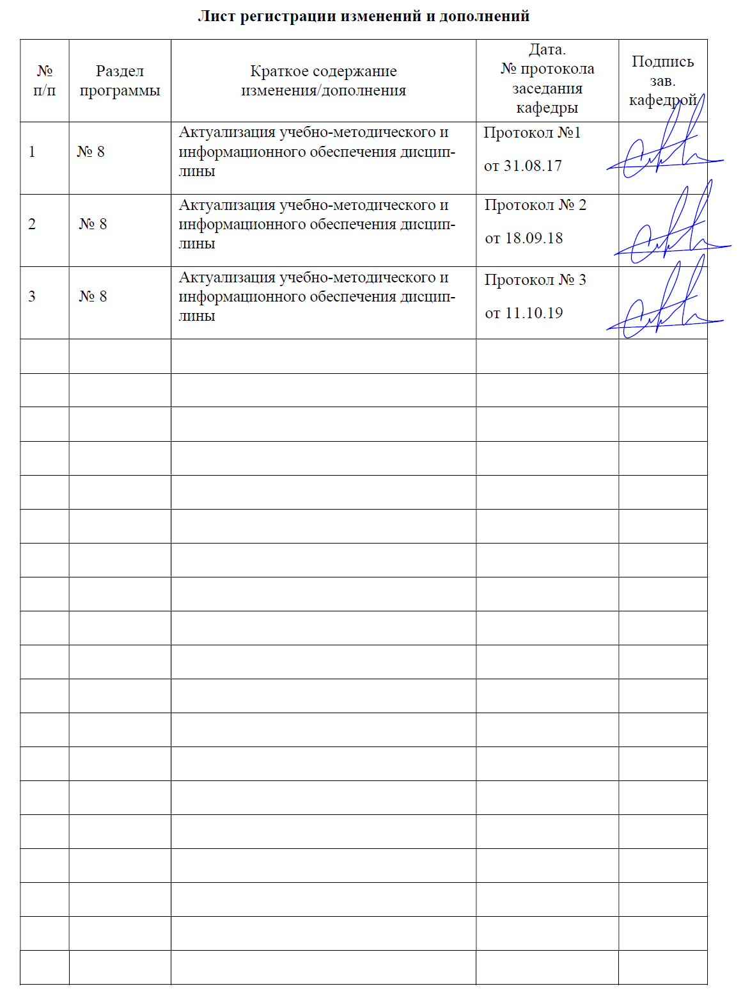 Лист регистрации изменений и дополнений
№
п/п
Раздел
программы
Краткое содержание
изменения/дополнения
Дата.
№ протокола
заседания
кафедры
Подпись
зав.
кафедрой
1
№ 8
Актуализация учебно-методического и
информационного обеспечения дисцип-
лины
Протокол №1
от 31.08.17
2
№ 8
Актуализация учебно-методического и
информационного обеспечения дисцип-
лины
Протокол № 2
от 18.09.18
3
№ 8
Актуализация учебно-методического и
информационного обеспечения дисцип-
лины
Протокол № 3
от 11.10.19